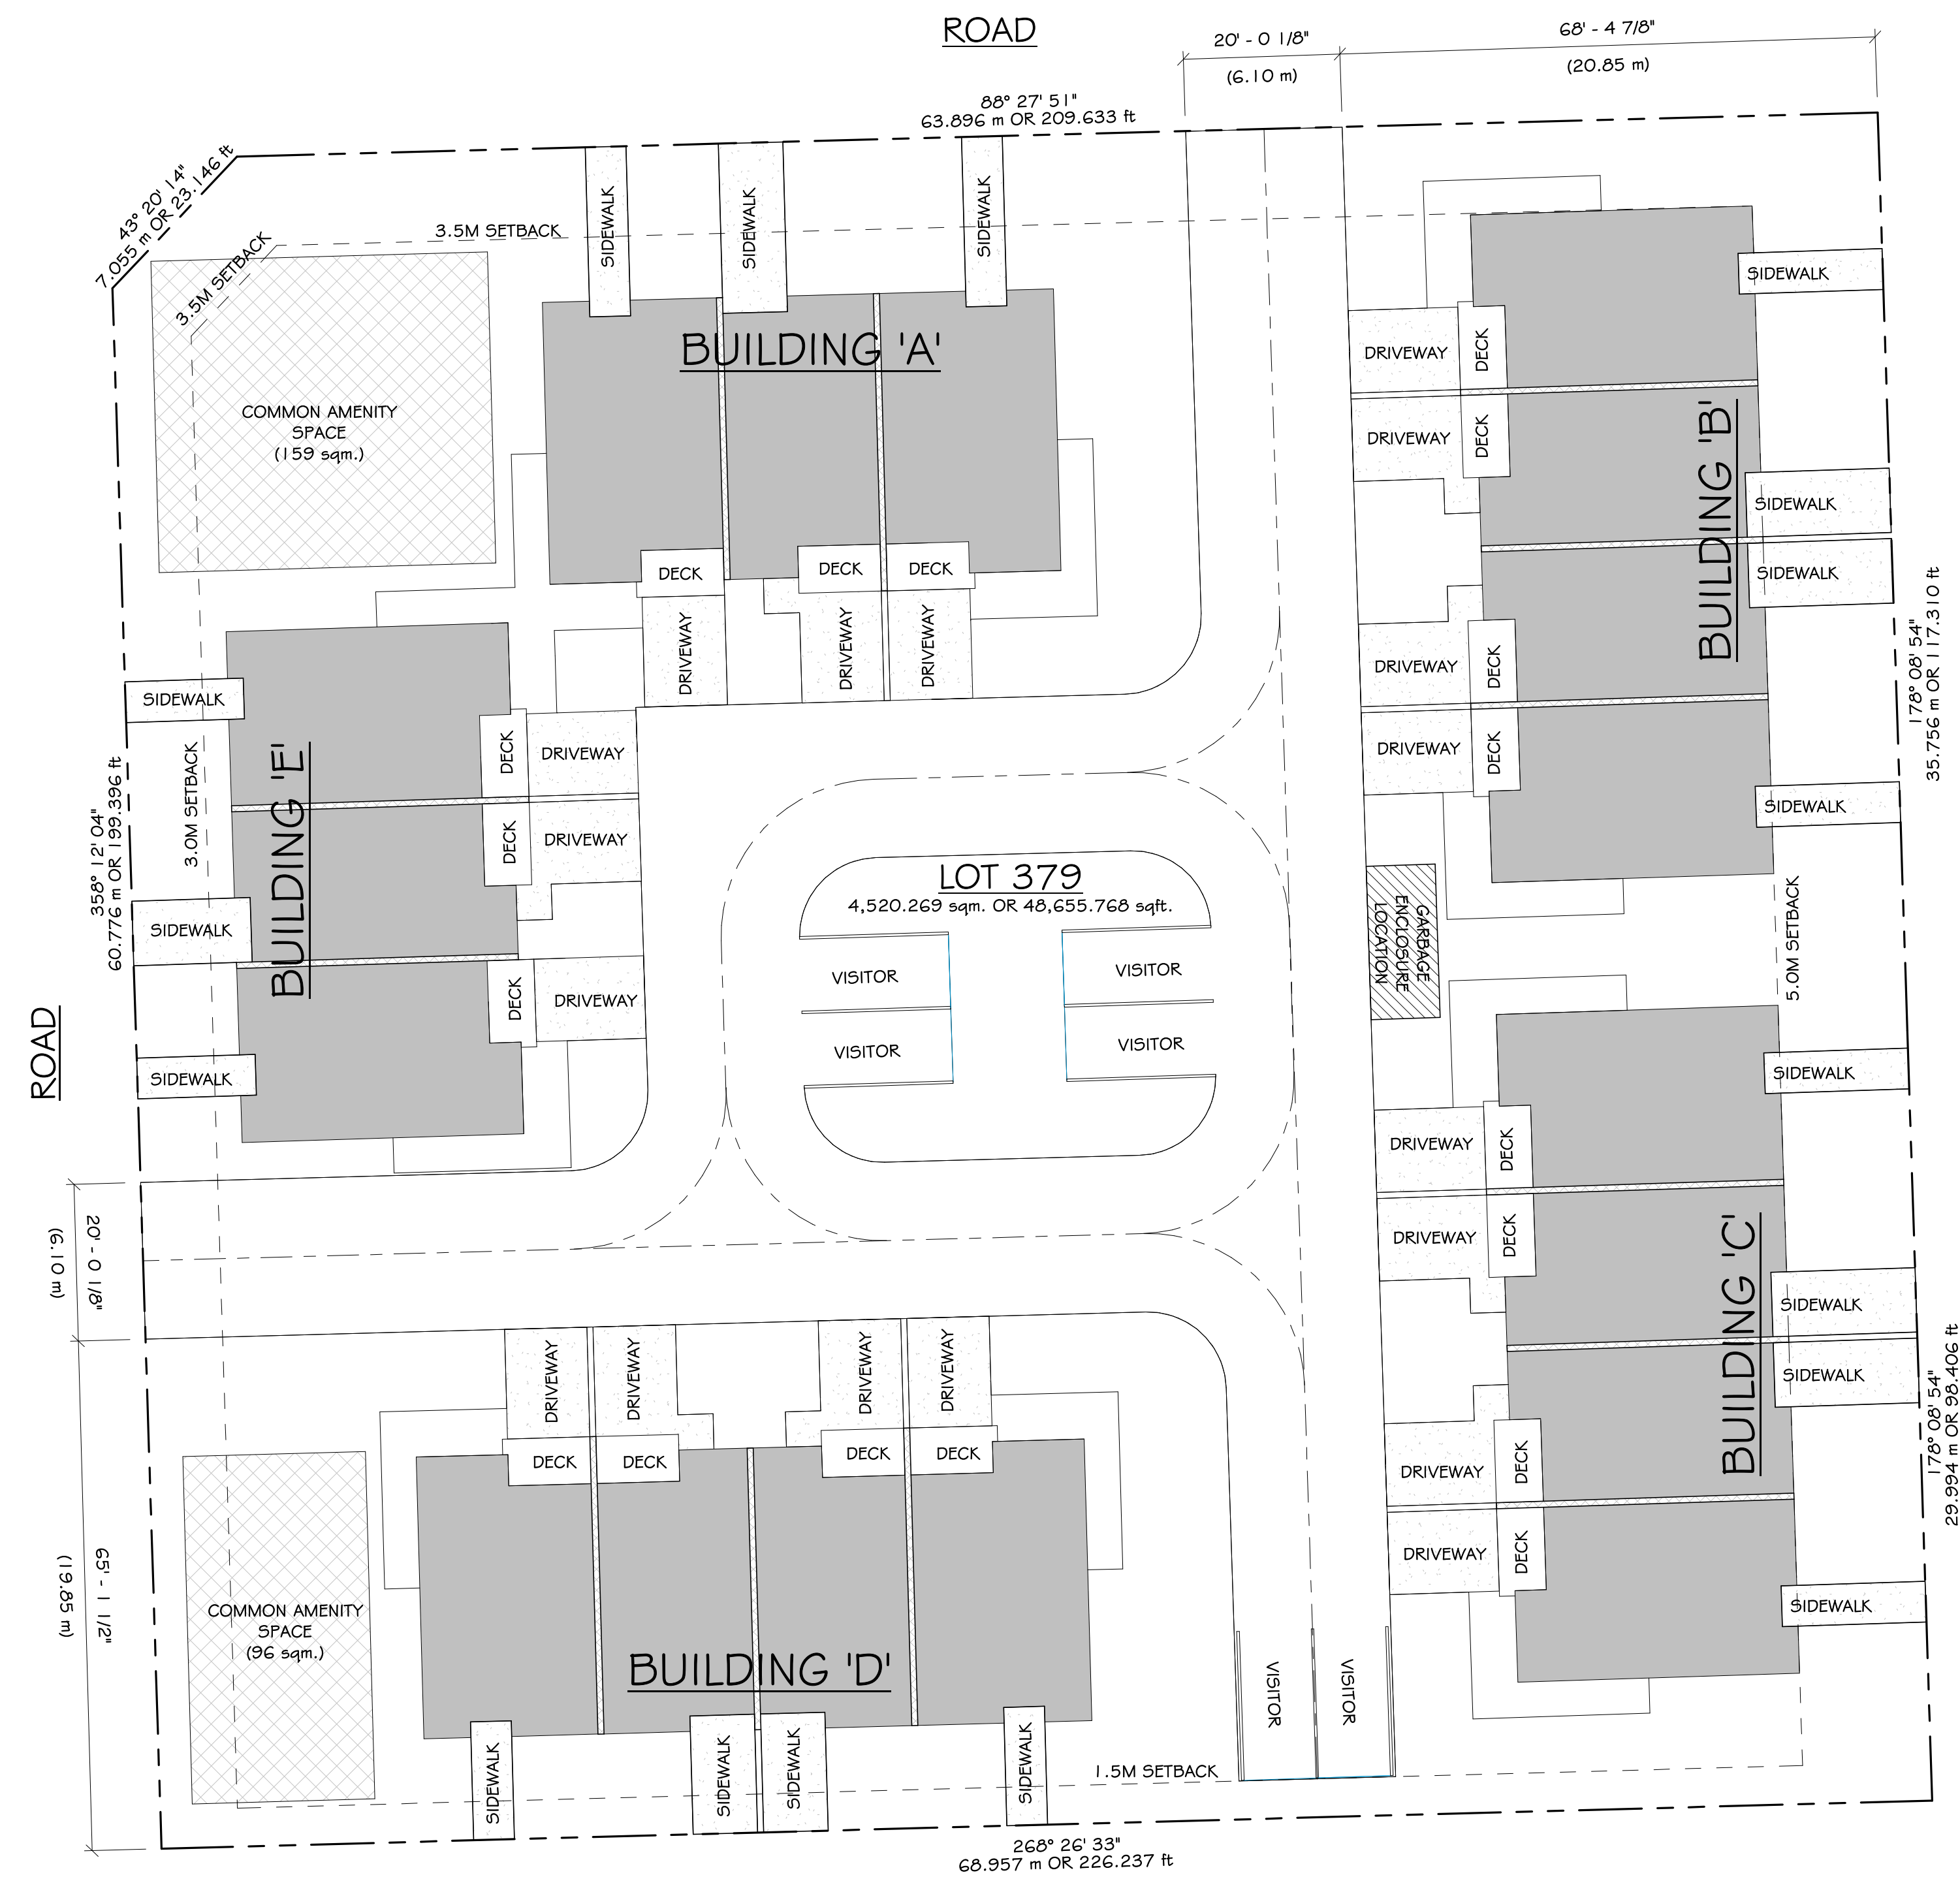 ROAD
20' - 0 1/8"
(6.10 m)
68' - 4 7/8"
(20.85 m)
88° 27' 51"
63.896 m OR 209.633 ft
43° 20' 14"
7.055 m OR 23.146 ft
3.5M SETBACK
3.5M SETBACK
SIDEWALK
SIDEWALK
SIDEWALK
BUILDING 'A'
COMMON AMENITY
SPACE
(159 sqm.)
DECK
DECK
DECK
DRIVEWAY
DRIVEWAY
DRIVEWAY
SIDEWALK
DRIVEWAY
DECK
DRIVEWAY
DECK
BUILDING 'B'
SIDEWALK
SIDEWALK
DRIVEWAY
DECK
DRIVEWAY
DECK
SIDEWALK
178° 08' 54"
35.756 m OR 117.310 ft
SIDEWALK
3.0M SETBACK
358° 12' 04"
60.776 m OR 199.396 ft
BUILDING 'E'
DECK
DRIVEWAY
DECK
DRIVEWAY
SIDEWALK
DECK
DRIVEWAY
SIDEWALK
ROAD
LOT 379
4,520.269 sqm. OR 48,655.768 sqft.
VISITOR
VISITOR
VISITOR
VISITOR
GARBAGE
ENCLOSURE
LOCATION
5.0M SETBACK
SIDEWALK
DRIVEWAY
DECK
DRIVEWAY
DECK
BUILDING 'C'
SIDEWALK
SIDEWALK
DRIVEWAY
DECK
DRIVEWAY
DECK
SIDEWALK
178° 08' 54"
29.994 m OR 98.406 ft
20' - 0 1/8"
(6.10 m)
65' - 1 1/2"
(19.85 m)
DRIVEWAY
DRIVEWAY
DRIVEWAY
DRIVEWAY
DECK
DECK
DECK
DECK
COMMON AMENITY
SPACE
(96 sqm.)
BUILDING 'D'
VISITOR
VISITOR
SIDEWALK
SIDEWALK
SIDEWALK
SIDEWALK
1.5M SETBACK
268° 26' 33"
68.957 m OR 226.237 ft